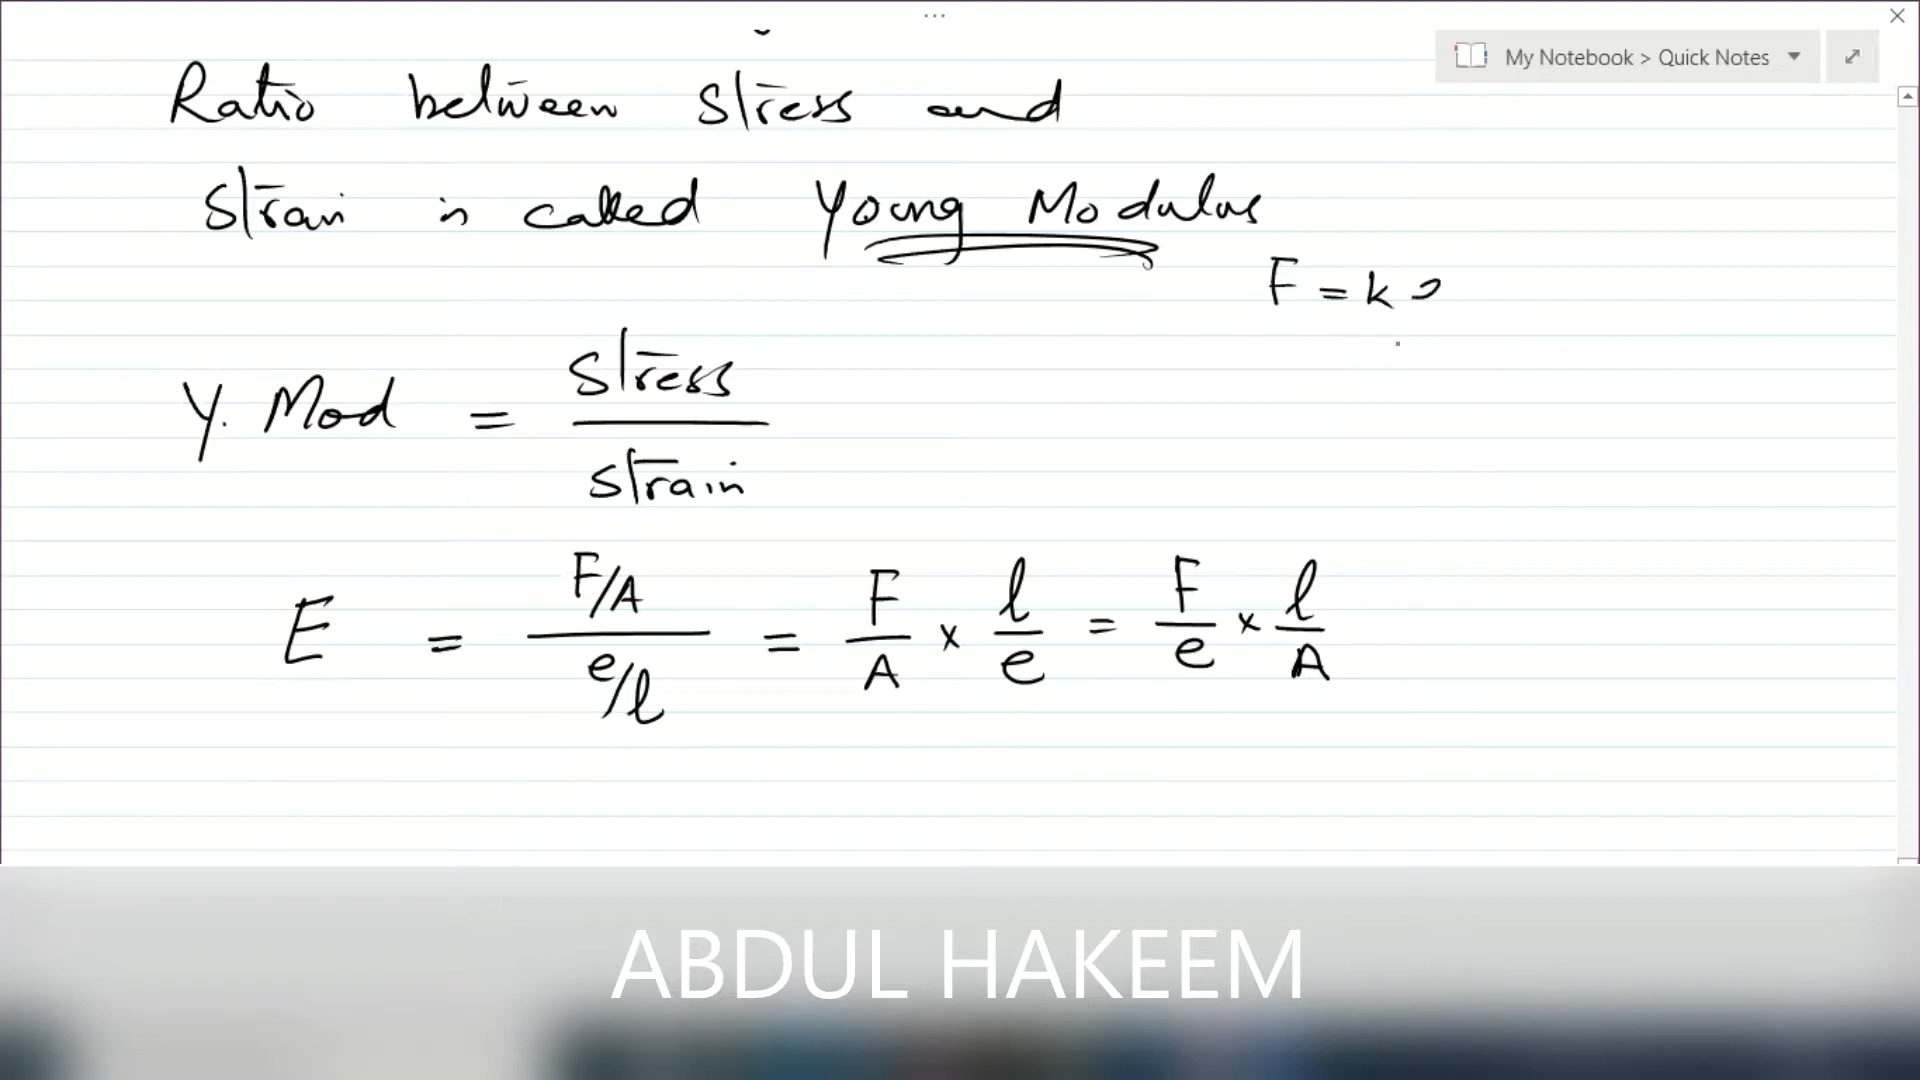 My Notebook > Quick Notes
Ratio between stress and
strain is called Young Modulus
F = k
Y. Mod = stress / strain
E = F/A / e/l = F/A × l/e = F/e × l/A
ABDUL HAKEEM